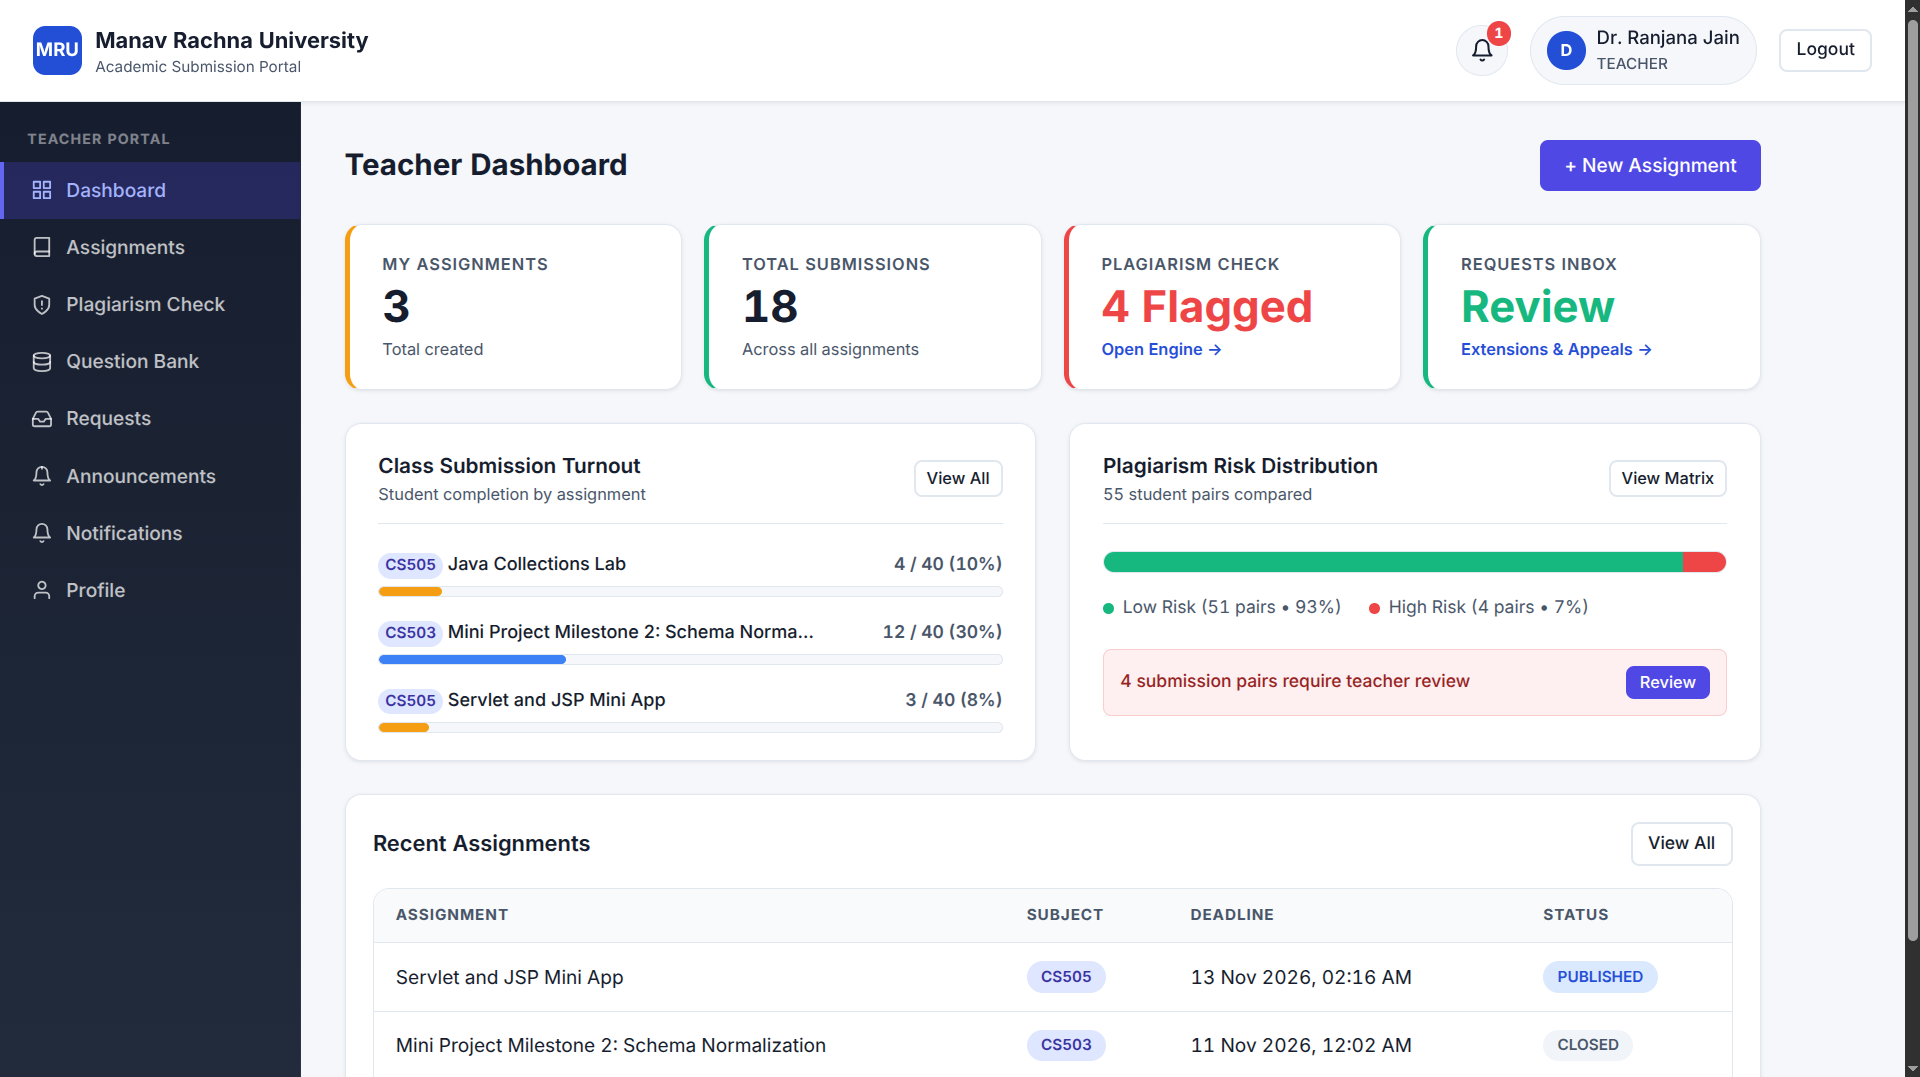 MRU
Manav Rachna University
Academic Submission Portal
1
D
Dr. Ranjana Jain
TEACHER
Logout
TEACHER PORTAL
Dashboard
Assignments
Plagiarism Check
Question Bank
Requests
Announcements
Notifications
Profile
Teacher Dashboard
+ New Assignment
MY ASSIGNMENTS
3
Total created
TOTAL SUBMISSIONS
18
Across all assignments
PLAGIARISM CHECK
4 Flagged
Open Engine →
REQUESTS INBOX
Review
Extensions & Appeals →
Class Submission Turnout
Student completion by assignment
View All
CS505 Java Collections Lab 4 / 40 (10%)
CS503 Mini Project Milestone 2: Schema Norma... 12 / 40 (30%)
CS505 Servlet and JSP Mini App 3 / 40 (8%)
Plagiarism Risk Distribution
55 student pairs compared
View Matrix
Low Risk (51 pairs • 93%) High Risk (4 pairs • 7%)
4 submission pairs require teacher review
Review
Recent Assignments
View All
ASSIGNMENT SUBJECT DEADLINE STATUS
Servlet and JSP Mini App CS505 13 Nov 2026, 02:16 AM PUBLISHED
Mini Project Milestone 2: Schema Normalization CS503 11 Nov 2026, 12:02 AM CLOSED